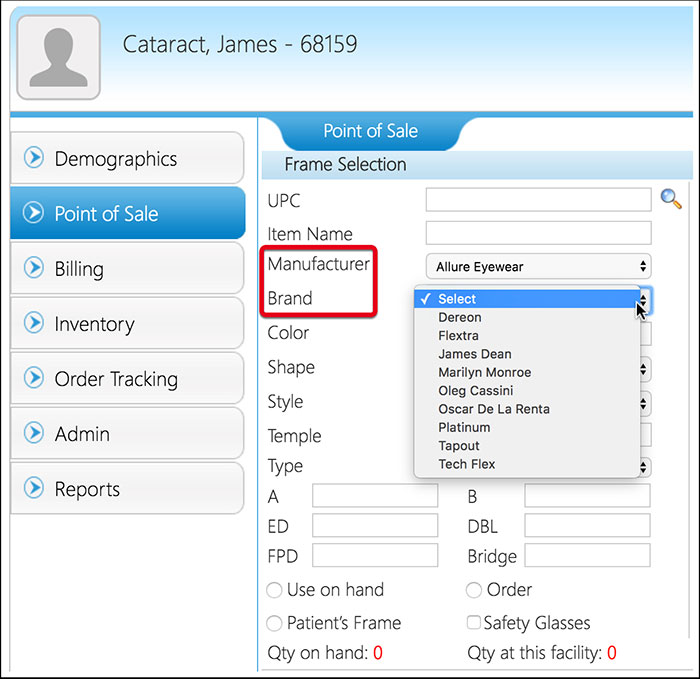 Cataract, James - 68159
Demographics
Point of Sale
Billing
Inventory
Order Tracking
Admin
Reports
Point of Sale
Frame Selection
UPC
Item Name
Manufacturer Allure Eyewear
Brand
✓ Select
Dereon
Flextra
James Dean
Marilyn Monroe
Oleg Cassini
Oscar De La Renta
Platinum
Tapout
Tech Flex
Color
Shape
Style
Temple
Type
A B
ED DBL
FPD Bridge
Use on hand Order
Patient's Frame Safety Glasses
Qty on hand: 0 Qty at this facility: 0